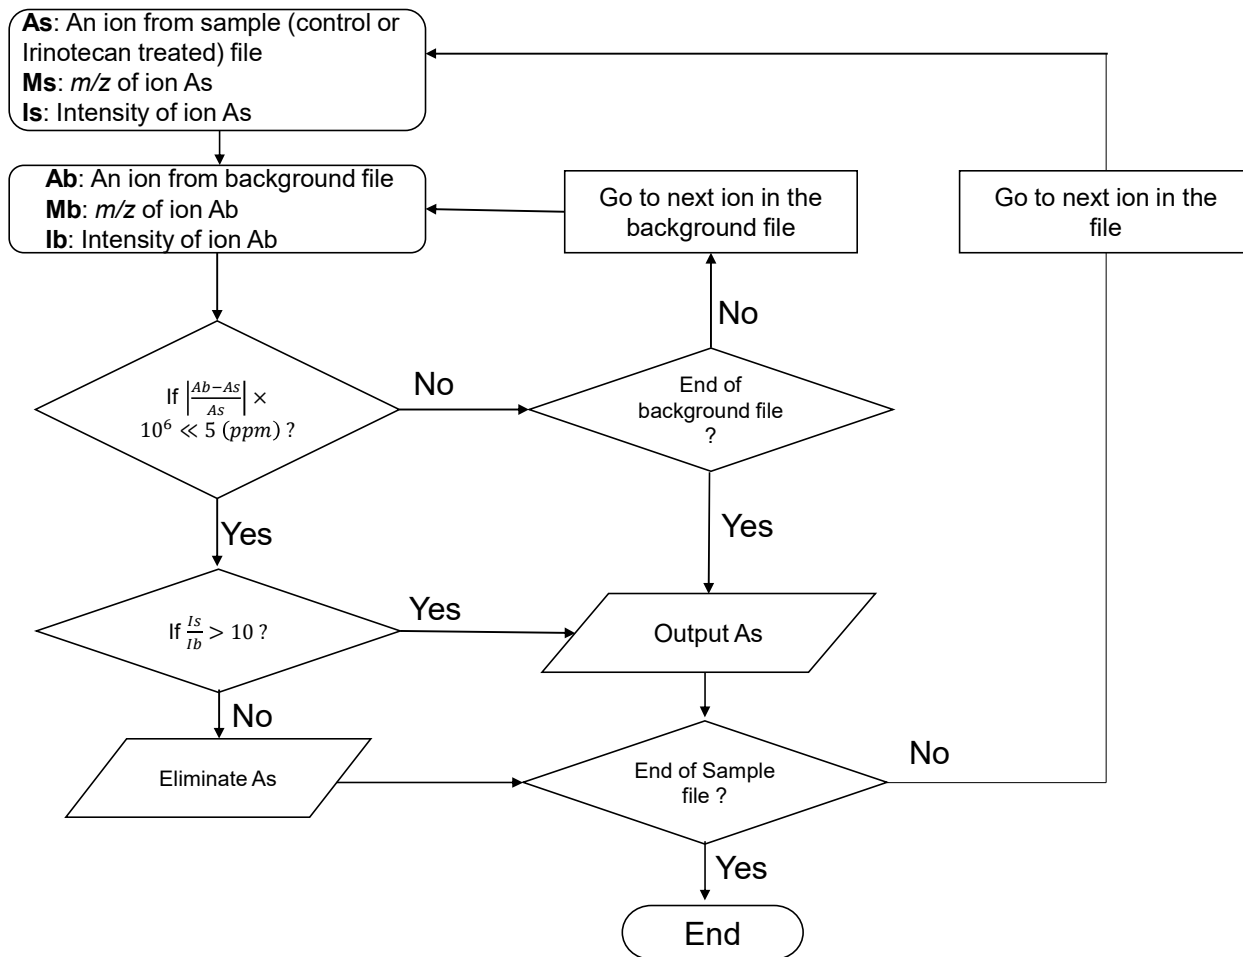 As: An ion from sample (control or
Irinotecan treated) file
Ms: m/z of ion As
Is: Intensity of ion As
Ab: An ion from background file
Mb: m/z of ion Ab
Ib: Intensity of ion Ab
Go to next ion in the
background file
Go to next ion in the
file
No
If |Ab−As/As| ×
10⁶ ≪ 5 (ppm) ?
No
End of
background file
?
Yes
Yes
If Is/Ib > 10 ?
Yes
Output As
No
Eliminate As
End of Sample
file ?
No
Yes
End